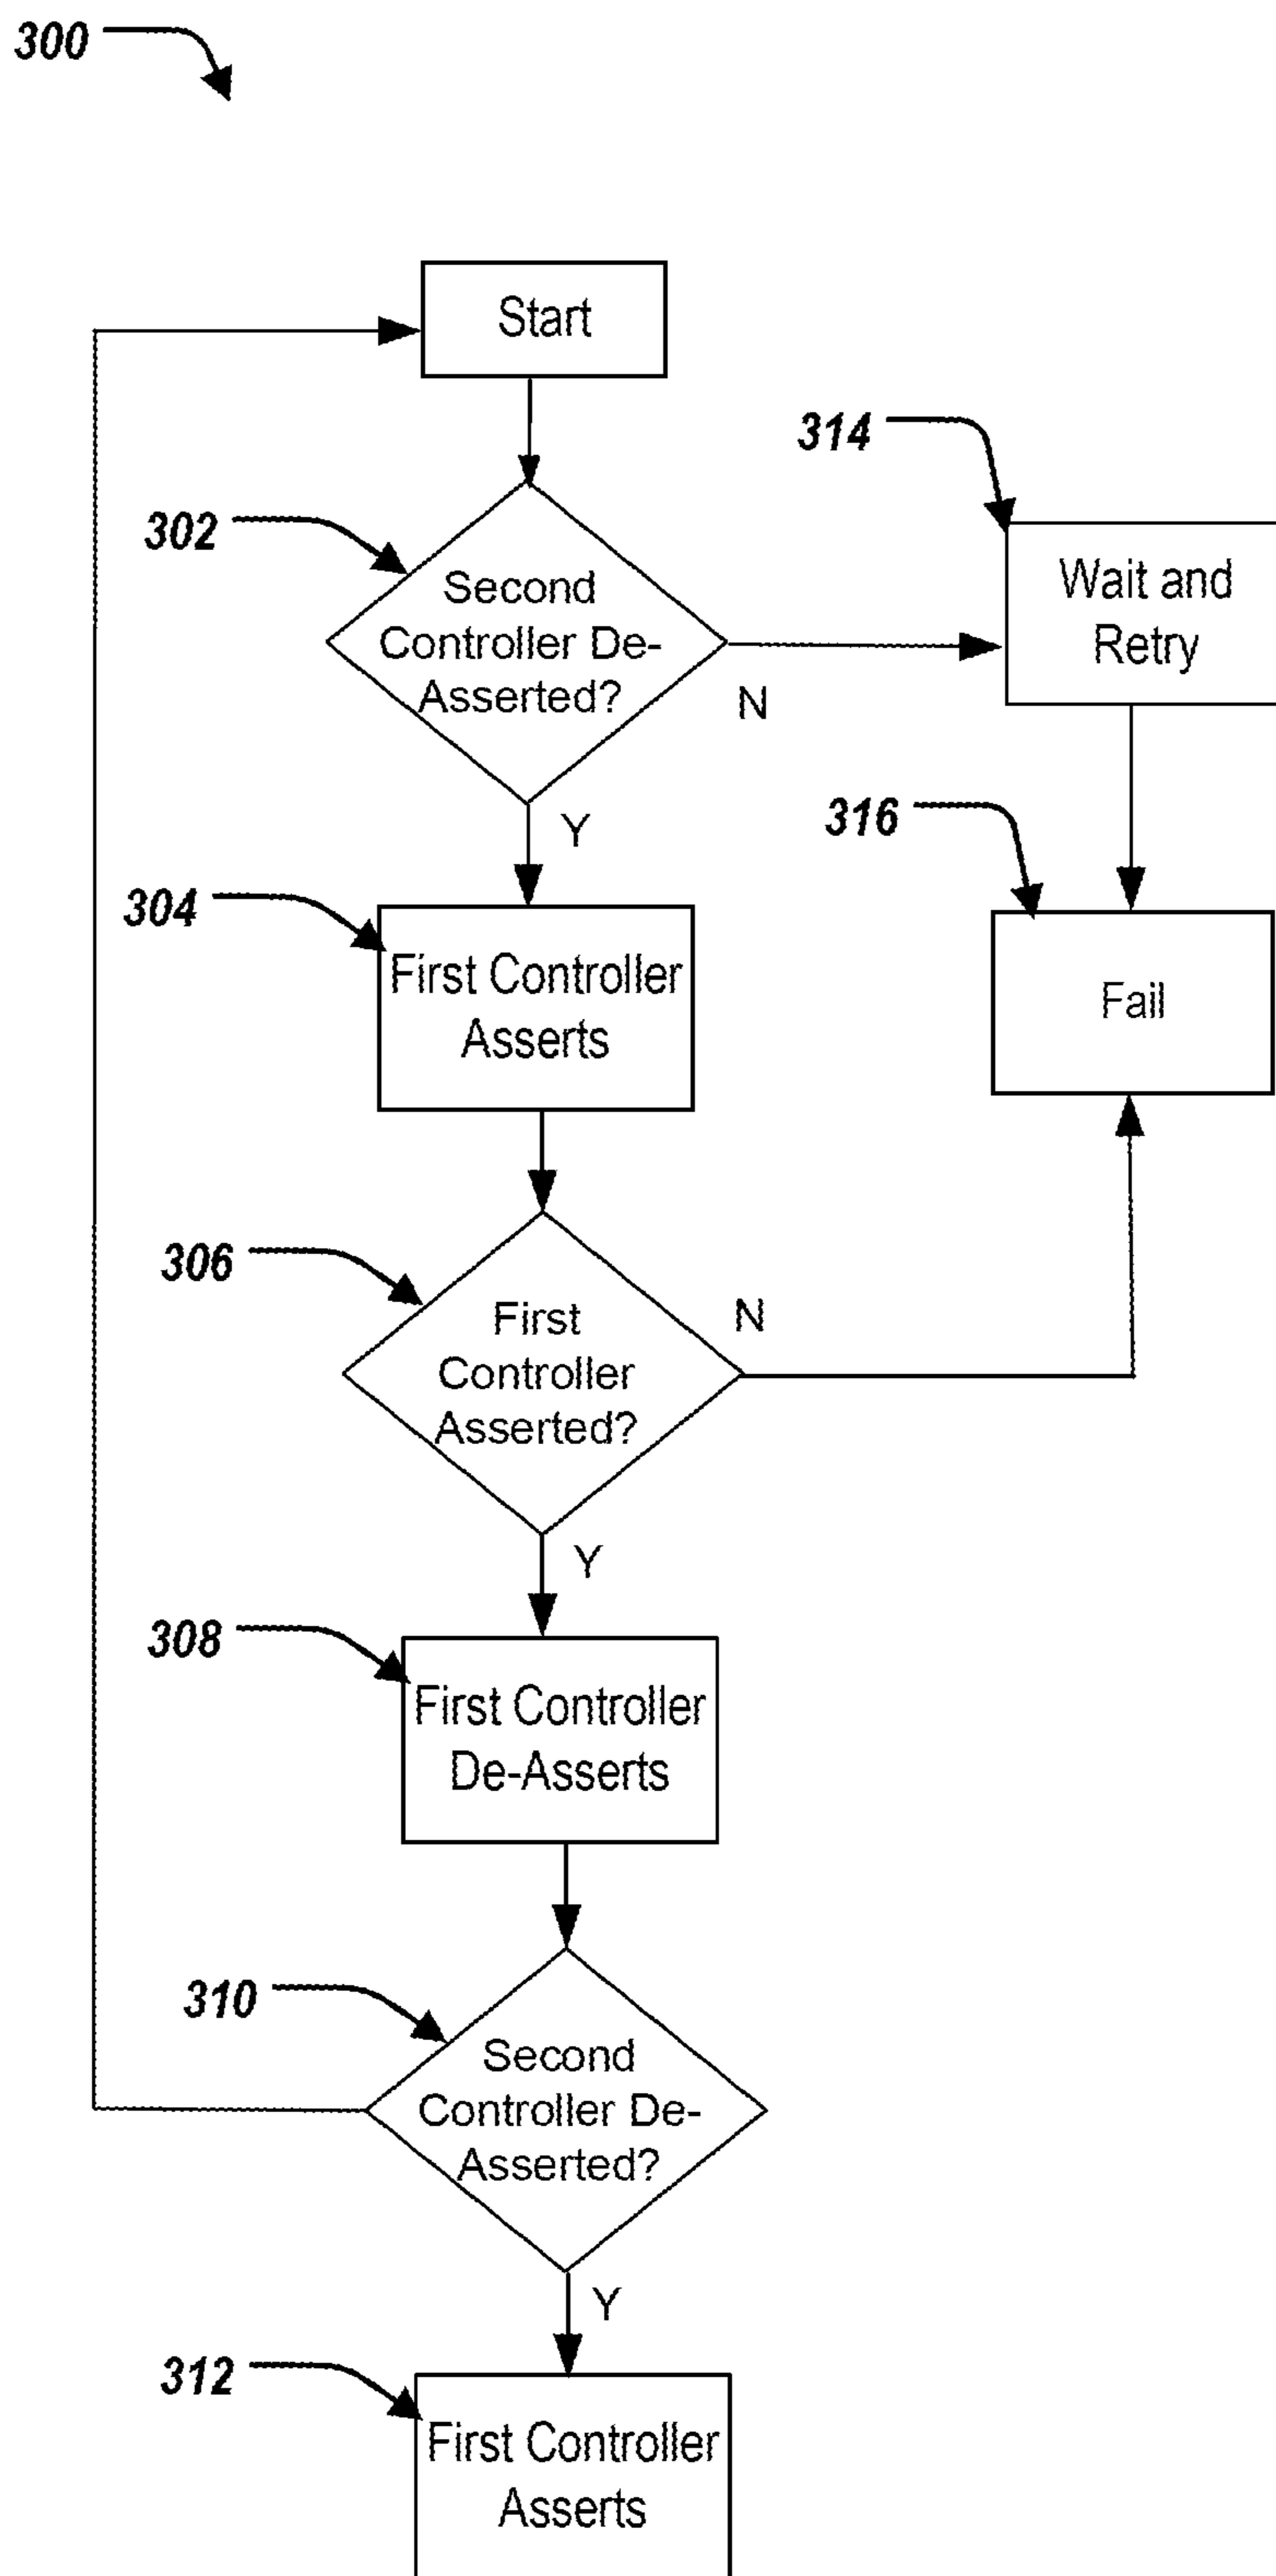 300
Start
314
302
Second
Controller De-
Asserted?
Wait and
Retry
N
316
Y
304
First Controller
Asserts
Fail
306
N
First
Controller
Asserted?
Y
308
First Controller
De-Asserts
310
Second
Controller De-
Asserted?
Y
312
First Controller
Asserts